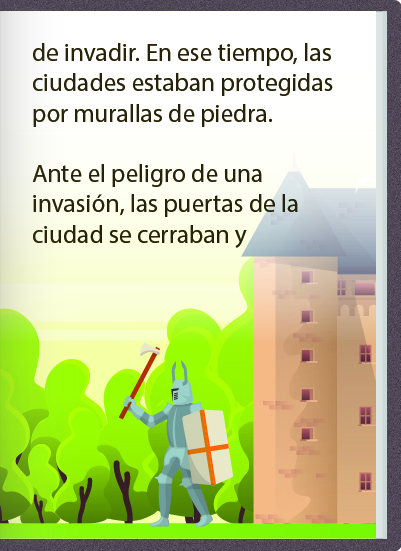 de invadir. En ese tiempo, las
ciudades estaban protegidas
por murallas de piedra.
Ante el peligro de una
invasión, las puertas de la
ciudad se cerraban y